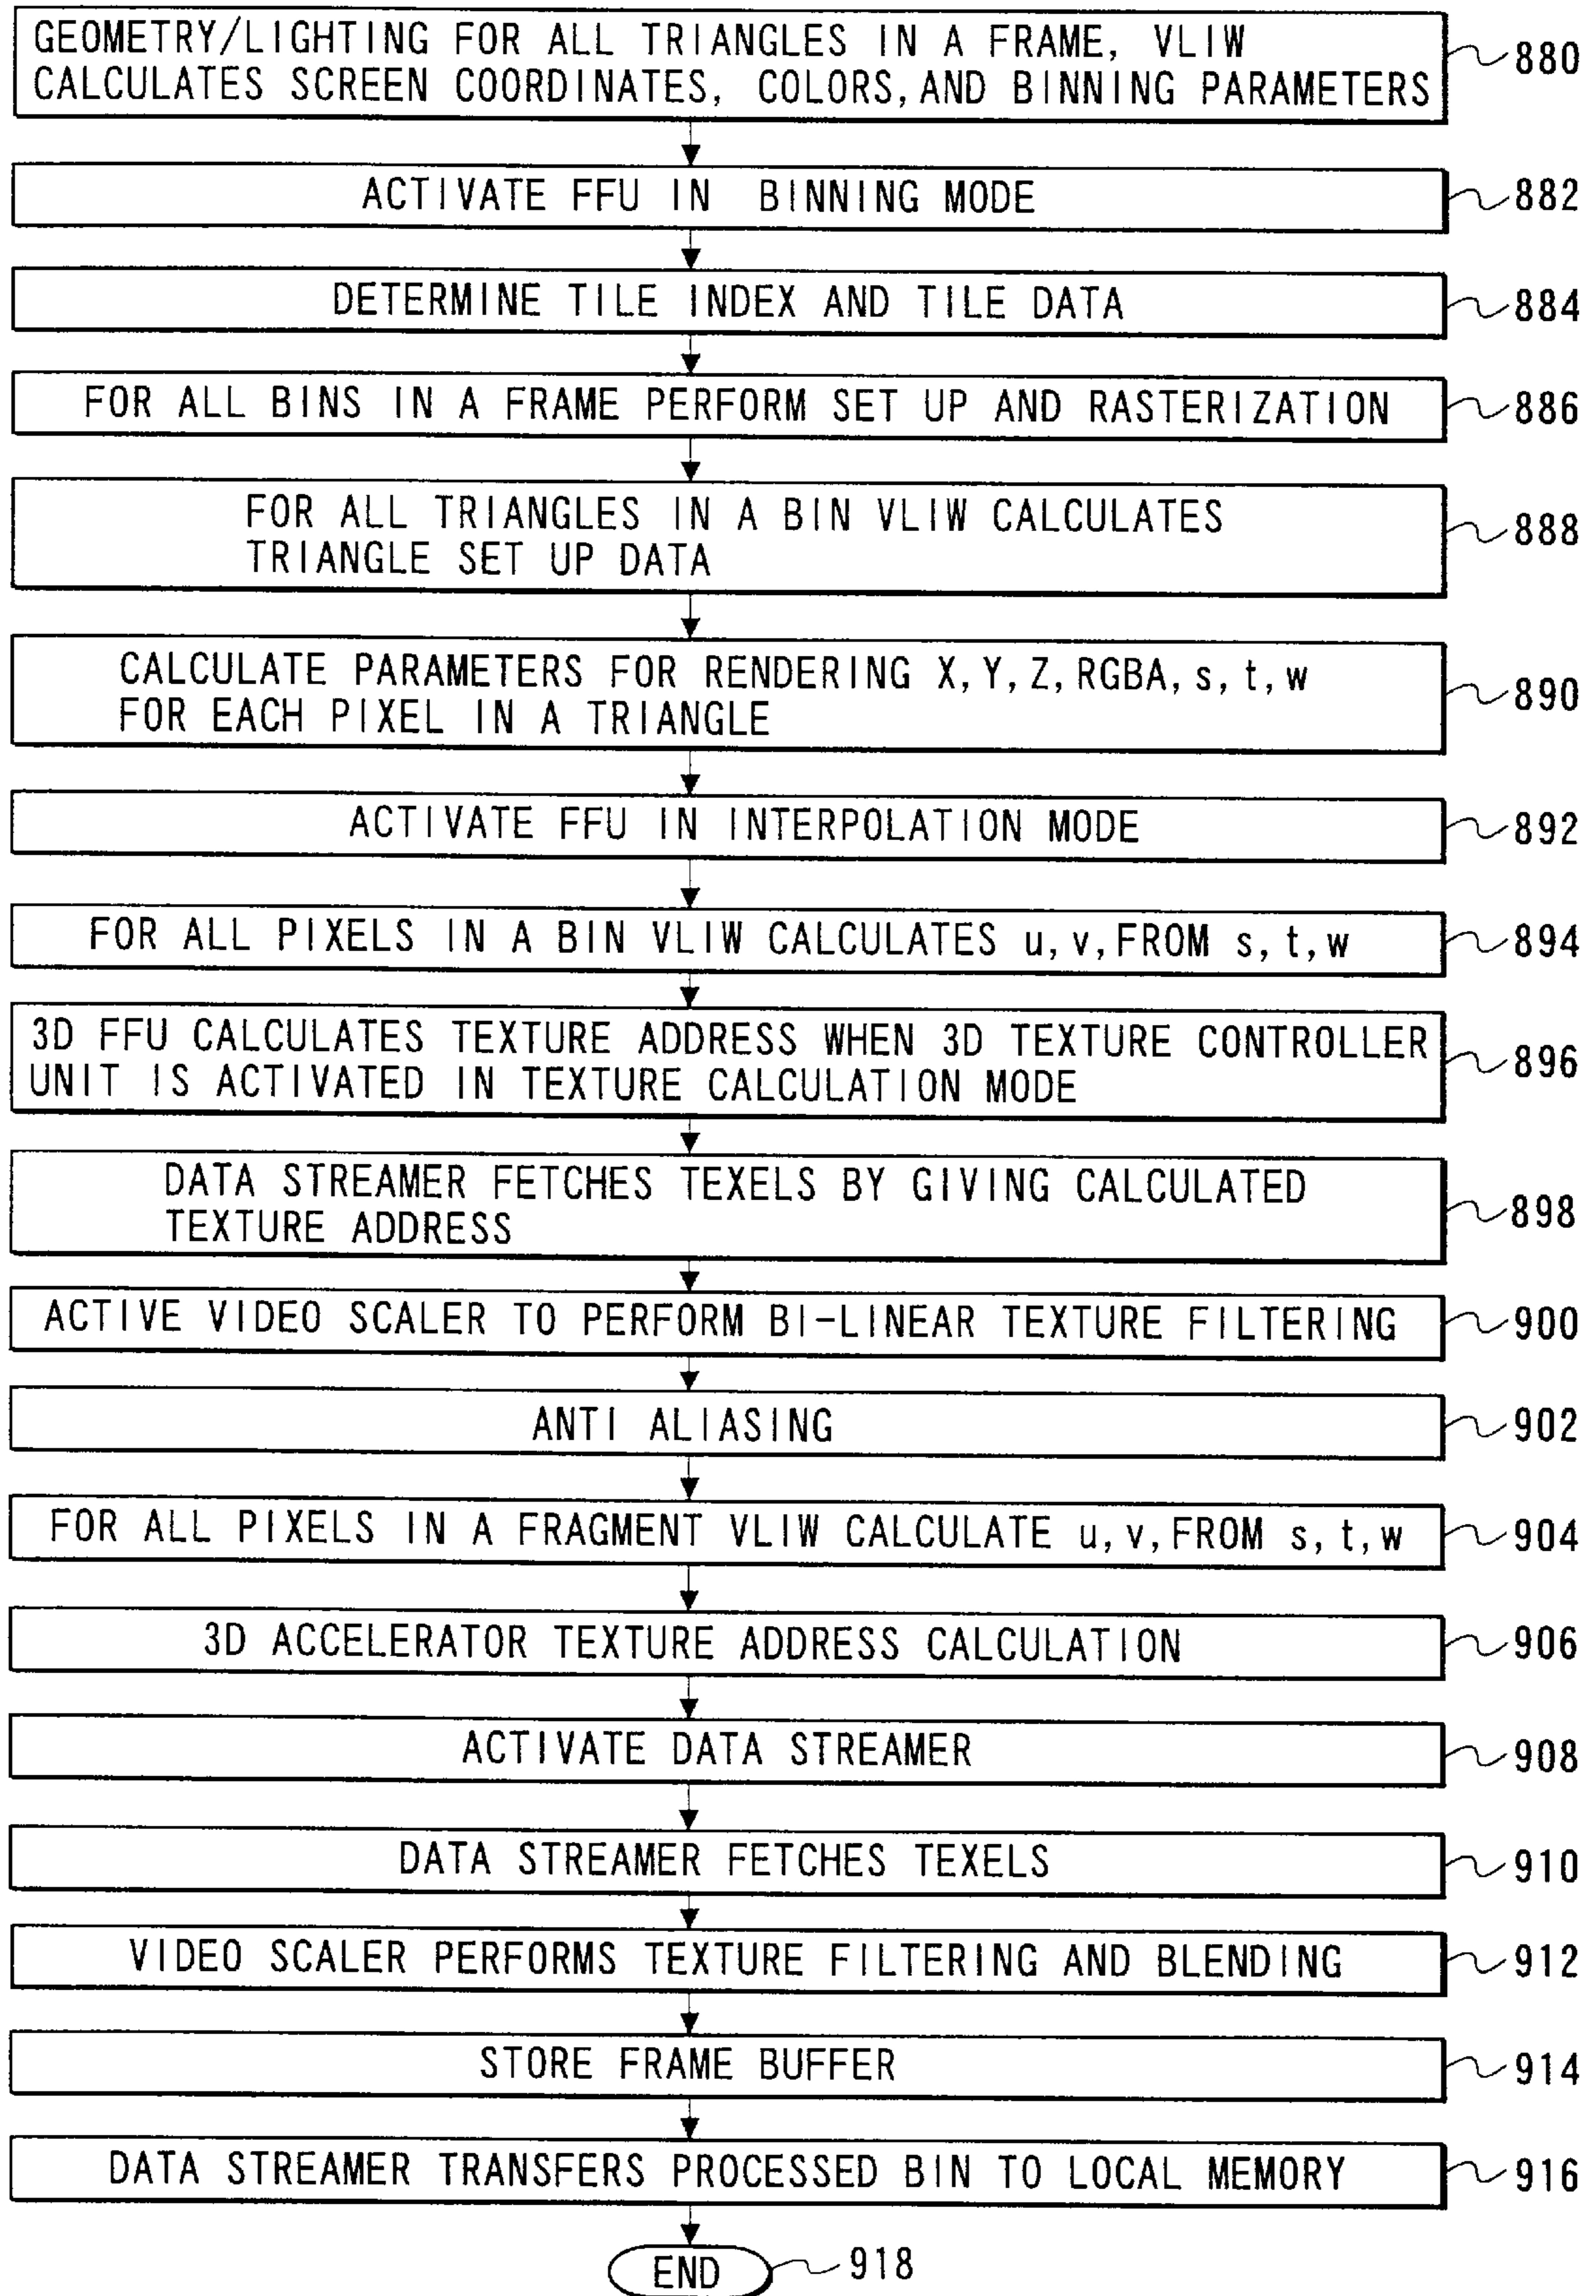 GEOMETRY/LIGHTING FOR ALL TRIANGLES IN A FRAME, VLIW
CALCULATES SCREEN COORDINATES, COLORS, AND BINNING PARAMETERS
880
ACTIVATE FFU IN BINNING MODE
882
DETERMINE TILE INDEX AND TILE DATA
884
FOR ALL BINS IN A FRAME PERFORM SET UP AND RASTERIZATION
886
FOR ALL TRIANGLES IN A BIN VLIW CALCULATES
TRIANGLE SET UP DATA
888
CALCULATE PARAMETERS FOR RENDERING X, Y, Z, RGBA, s, t, w
FOR EACH PIXEL IN A TRIANGLE
890
ACTIVATE FFU IN INTERPOLATION MODE
892
FOR ALL PIXELS IN A BIN VLIW CALCULATES u, v, FROM s, t, w
894
3D FFU CALCULATES TEXTURE ADDRESS WHEN 3D TEXTURE CONTROLLER
UNIT IS ACTIVATED IN TEXTURE CALCULATION MODE
896
DATA STREAMER FETCHES TEXELS BY GIVING CALCULATED
TEXTURE ADDRESS
898
ACTIVE VIDEO SCALER TO PERFORM BI-LINEAR TEXTURE FILTERING
900
ANTI ALIASING
902
FOR ALL PIXELS IN A FRAGMENT VLIW CALCULATE u, v, FROM s, t, w
904
3D ACCELERATOR TEXTURE ADDRESS CALCULATION
906
ACTIVATE DATA STREAMER
908
DATA STREAMER FETCHES TEXELS
910
VIDEO SCALER PERFORMS TEXTURE FILTERING AND BLENDING
912
STORE FRAME BUFFER
914
DATA STREAMER TRANSFERS PROCESSED BIN TO LOCAL MEMORY
916
END
918